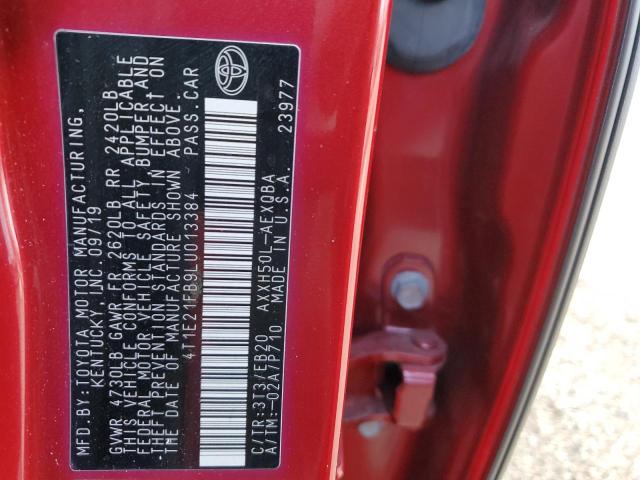 MFD. BY: TOYOTA MOTOR MANUFACTURING,
KENTUCKY, INC. 09/19
GVWR 4730LB GAWR FR 2620LB RR 2420LB
THIS VEHICLE CONFORMS TO ALL APPLICABLE
FEDERAL MOTOR VEHICLE SAFETY, BUMPER AND
THEFT PREVENTION STANDARDS IN EFFECT ON
THE DATE OF MANUFACTURE SHOWN ABOVE.
4T1E21FB9LU013384 PASS. CAR
C/TR:3T3/EB20 AXXH50L-AEXQBA
A/TM:-02A/P710 MADE IN U.S.A. 23977